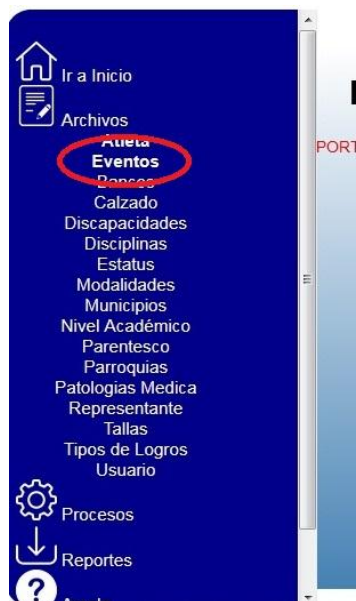 Ir a Inicio
Archivos
Atleta
PORT
Eventos
Bancos
Calzado
Discapacidades
Disciplinas
Estatus
Modalidades
Municipios
Nivel Académico
Parentesco
Parroquias
Patologias Medica
Representante
Tallas
Tipos de Logros
Usuario
Procesos
Reportes